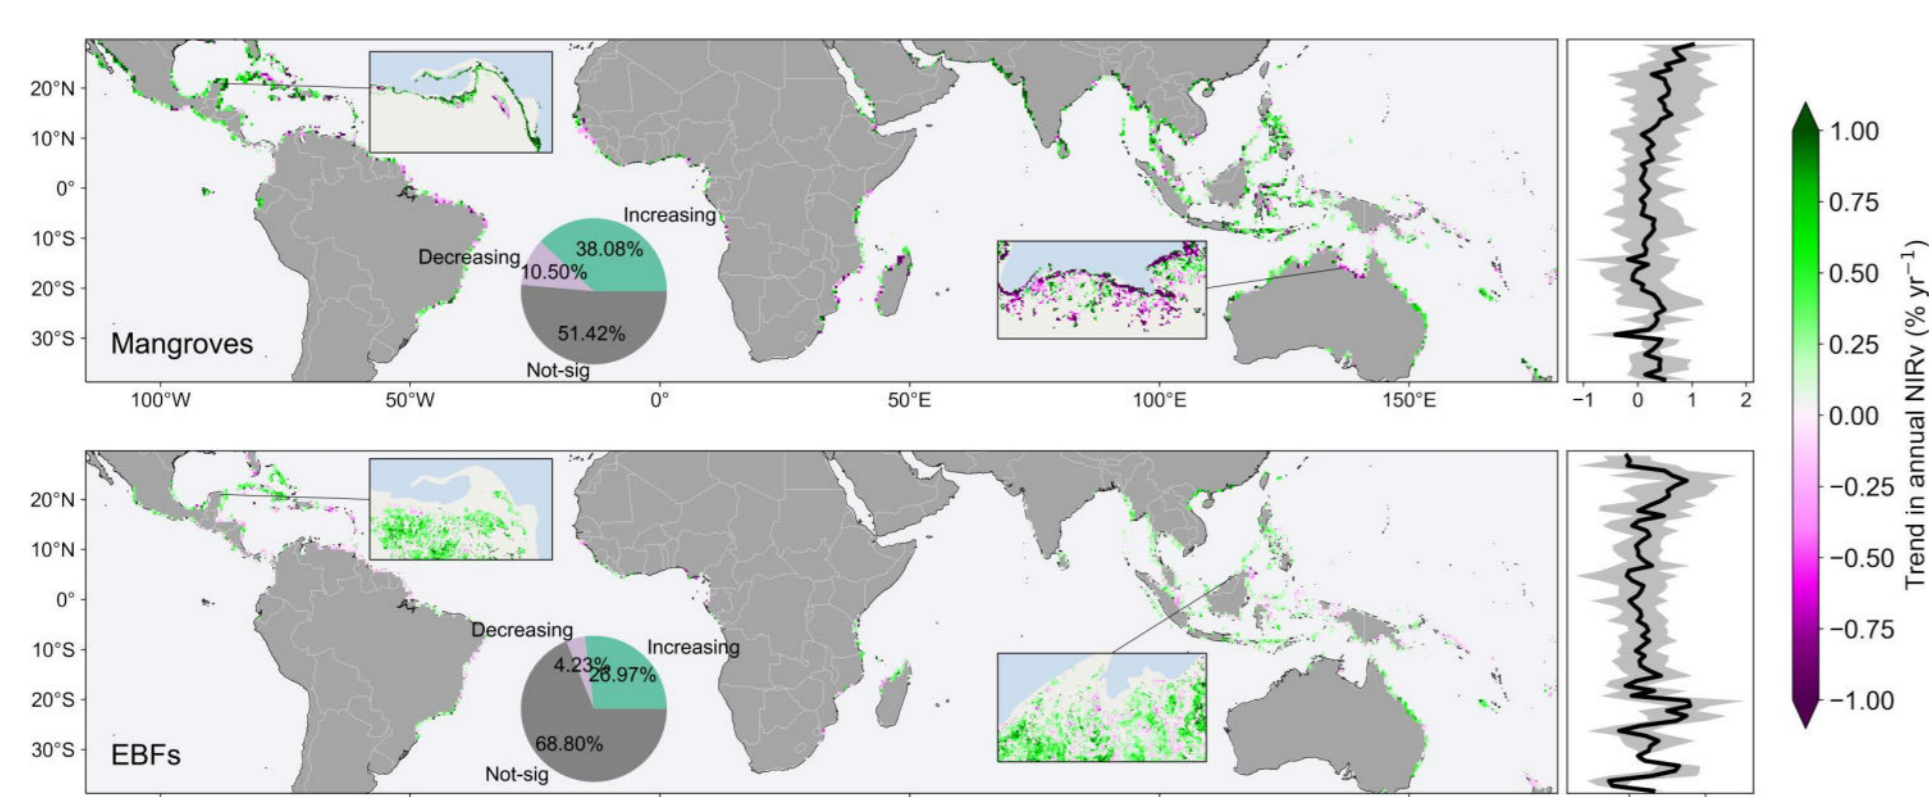 20°N
10°N
0°
10°S
20°S
30°S
Mangroves
Increasing
38.08%
Decreasing
10.50%
51.42%
Not-sig
100°W 50°W 0° 50°E 100°E 150°E
−1 0 1 2
20°N
10°N
0°
10°S
20°S
30°S
EBFs
Decreasing
Increasing
4.23%
26.97%
68.80%
Not-sig
1.00
0.75
0.50
0.25
0.00
−0.25
−0.50
−0.75
−1.00
Trend in annual NIRv (% yr⁻¹)